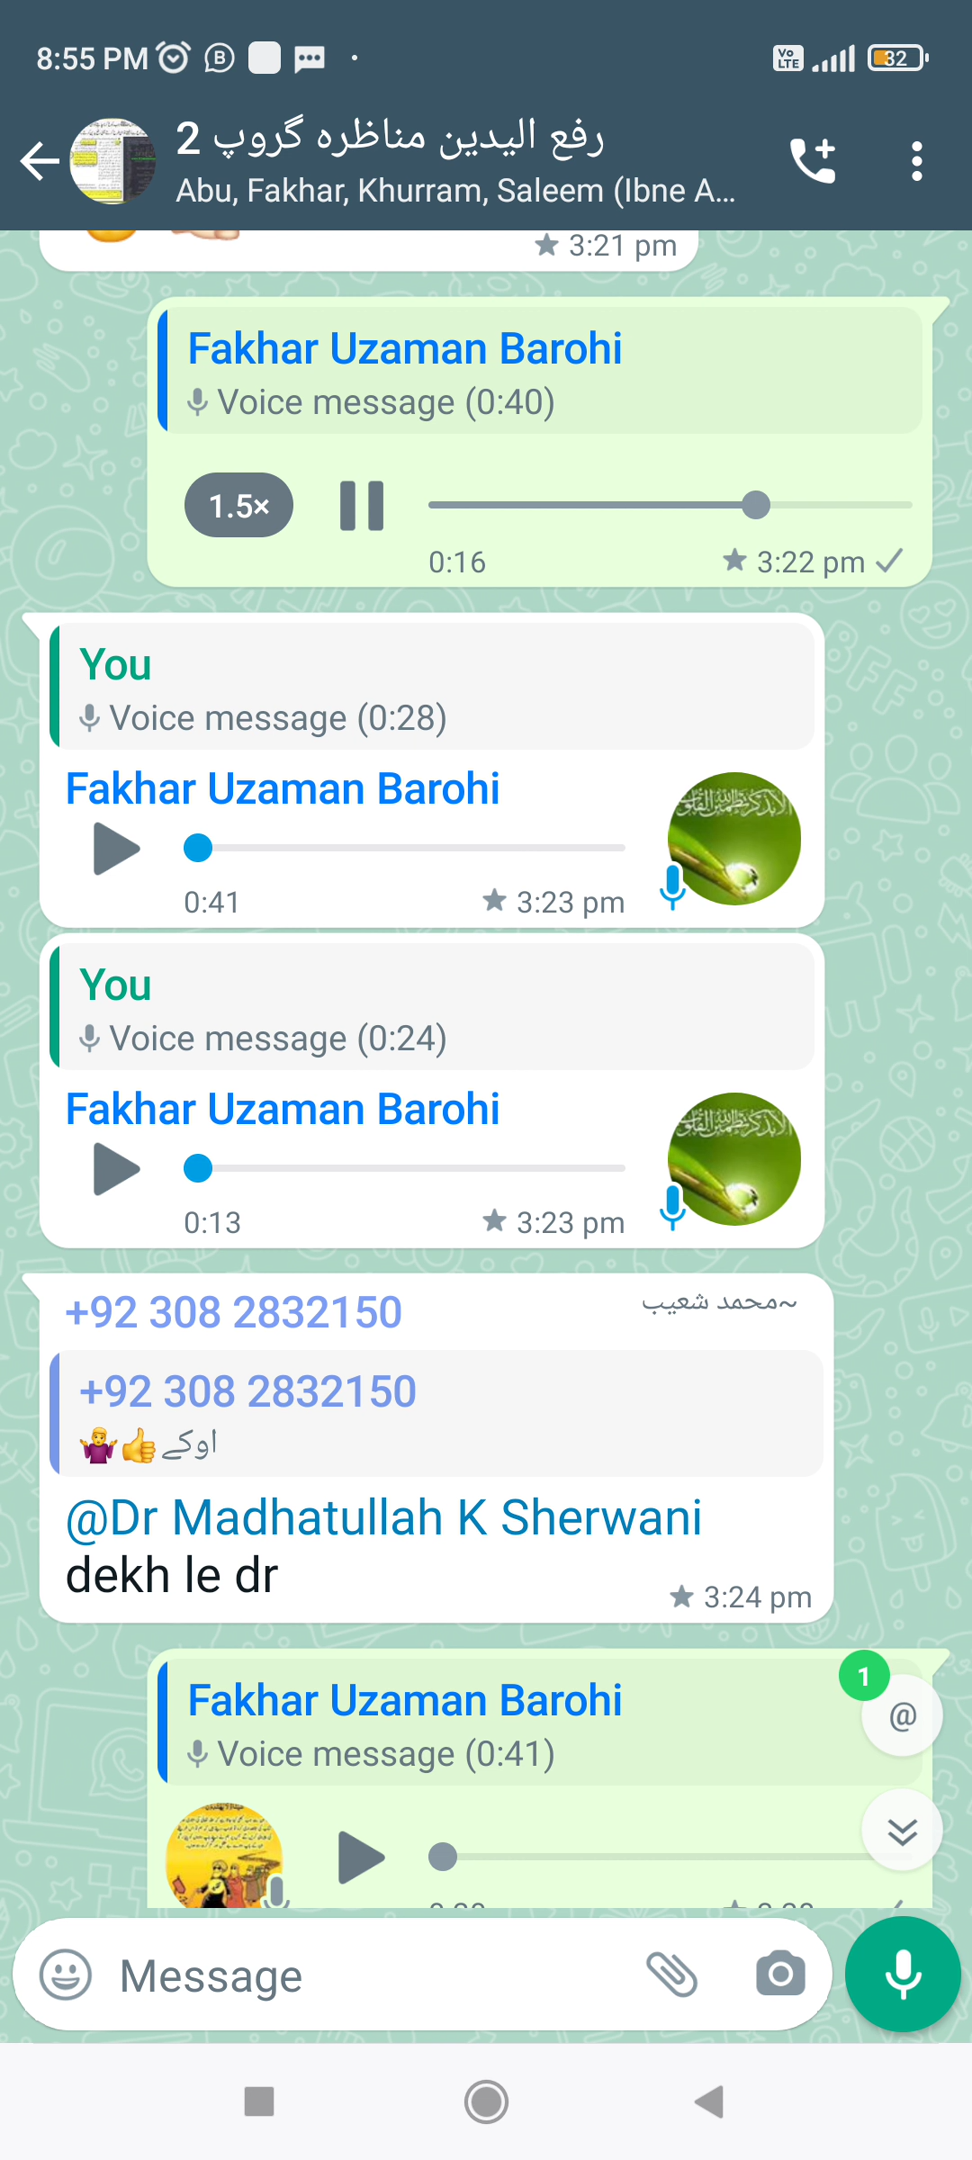 8:55 PM
Vo LTE
32
رفع الیدین مناظرہ گروپ 2
Abu, Fakhar, Khurram, Saleem (Ibne A...
3:21 pm
Fakhar Uzaman Barohi
Voice message (0:40)
1.5×
0:16
3:22 pm
You
Voice message (0:28)
Fakhar Uzaman Barohi
0:41
3:23 pm
You
Voice message (0:24)
Fakhar Uzaman Barohi
0:13
3:23 pm
+92 308 2832150
~محمد شعیب
+92 308 2832150
🤷‍♂️👍اوکے
@Dr Madhatullah K Sherwani
dekh le dr
3:24 pm
Fakhar Uzaman Barohi
1
@
Voice message (0:41)
Message